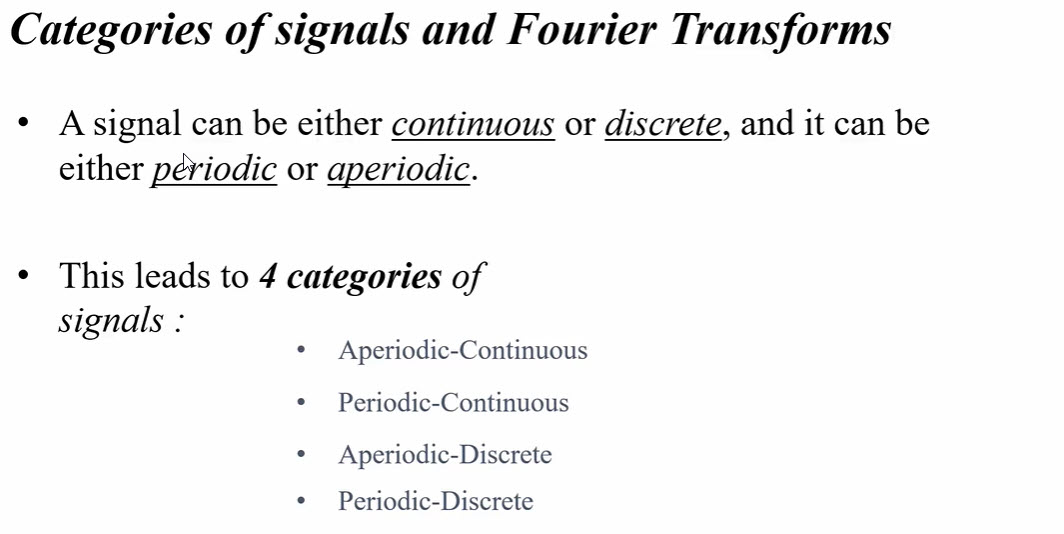 Categories of signals and Fourier Transforms
• A signal can be either continuous or discrete, and it can be
either periodic or aperiodic.
• This leads to 4 categories of
signals :
• Aperiodic-Continuous
• Periodic-Continuous
• Aperiodic-Discrete
• Periodic-Discrete